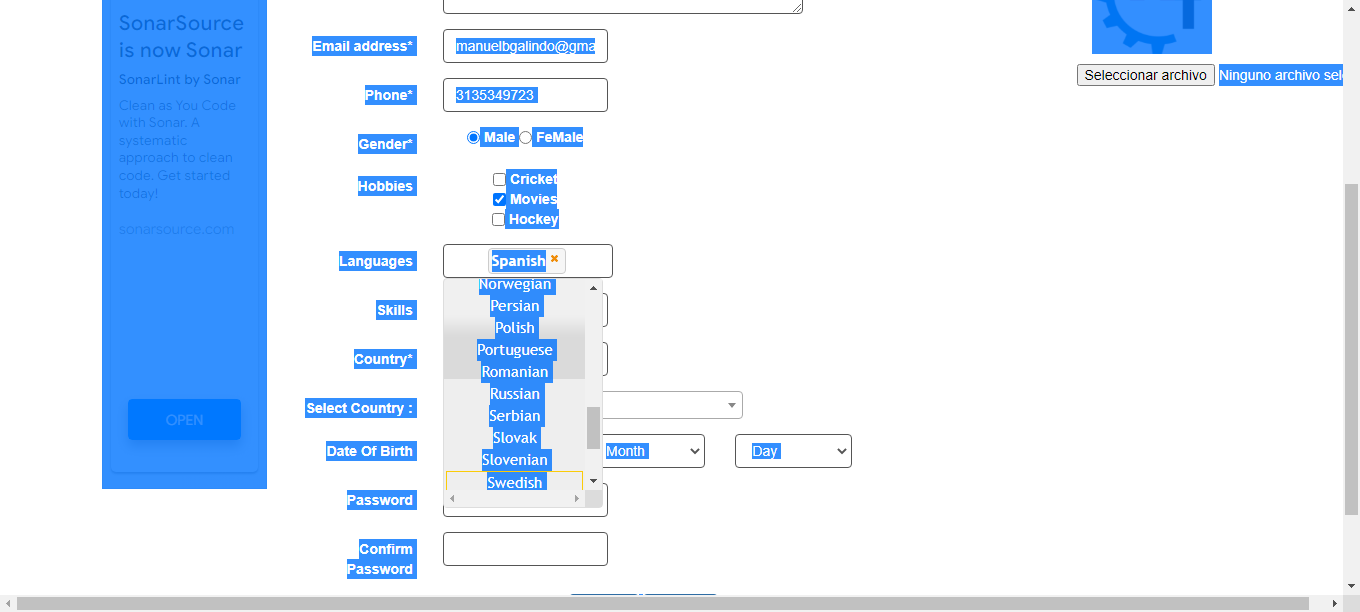 SonarSource
is now Sonar
SonarLint by Sonar
Clean as You Code
with Sonar. A
systematic
approach to clean
code. Get started
today!
sonarsource.com
OPEN
Email address*
manuelbgalindo@gma
Phone*
3135349723
Gender*
Male
FeMale
Hobbies
Cricket
Movies
Hockey
Languages
Spanish
Norwegian
Persian
Polish
Portuguese
Romanian
Russian
Serbian
Slovak
Slovenian
Swedish
Skills
Country*
Select Country :
Date Of Birth
Month
Day
Password
Confirm
Password
Seleccionar archivo
Ninguno archivo sel